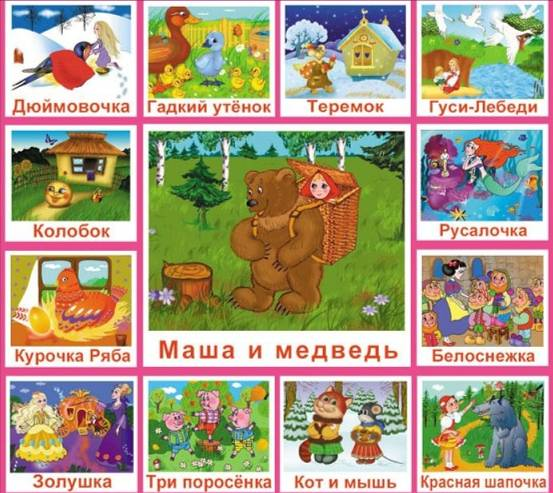 Дюймовочка
Гадкий утёнок
Теремок
Гуси-Лебеди
Колобок
Русалочка
Курочка Ряба
Маша и медведь
Белоснежка
Золушка
Три поросёнка
Кот и мышь
Красная шапочка